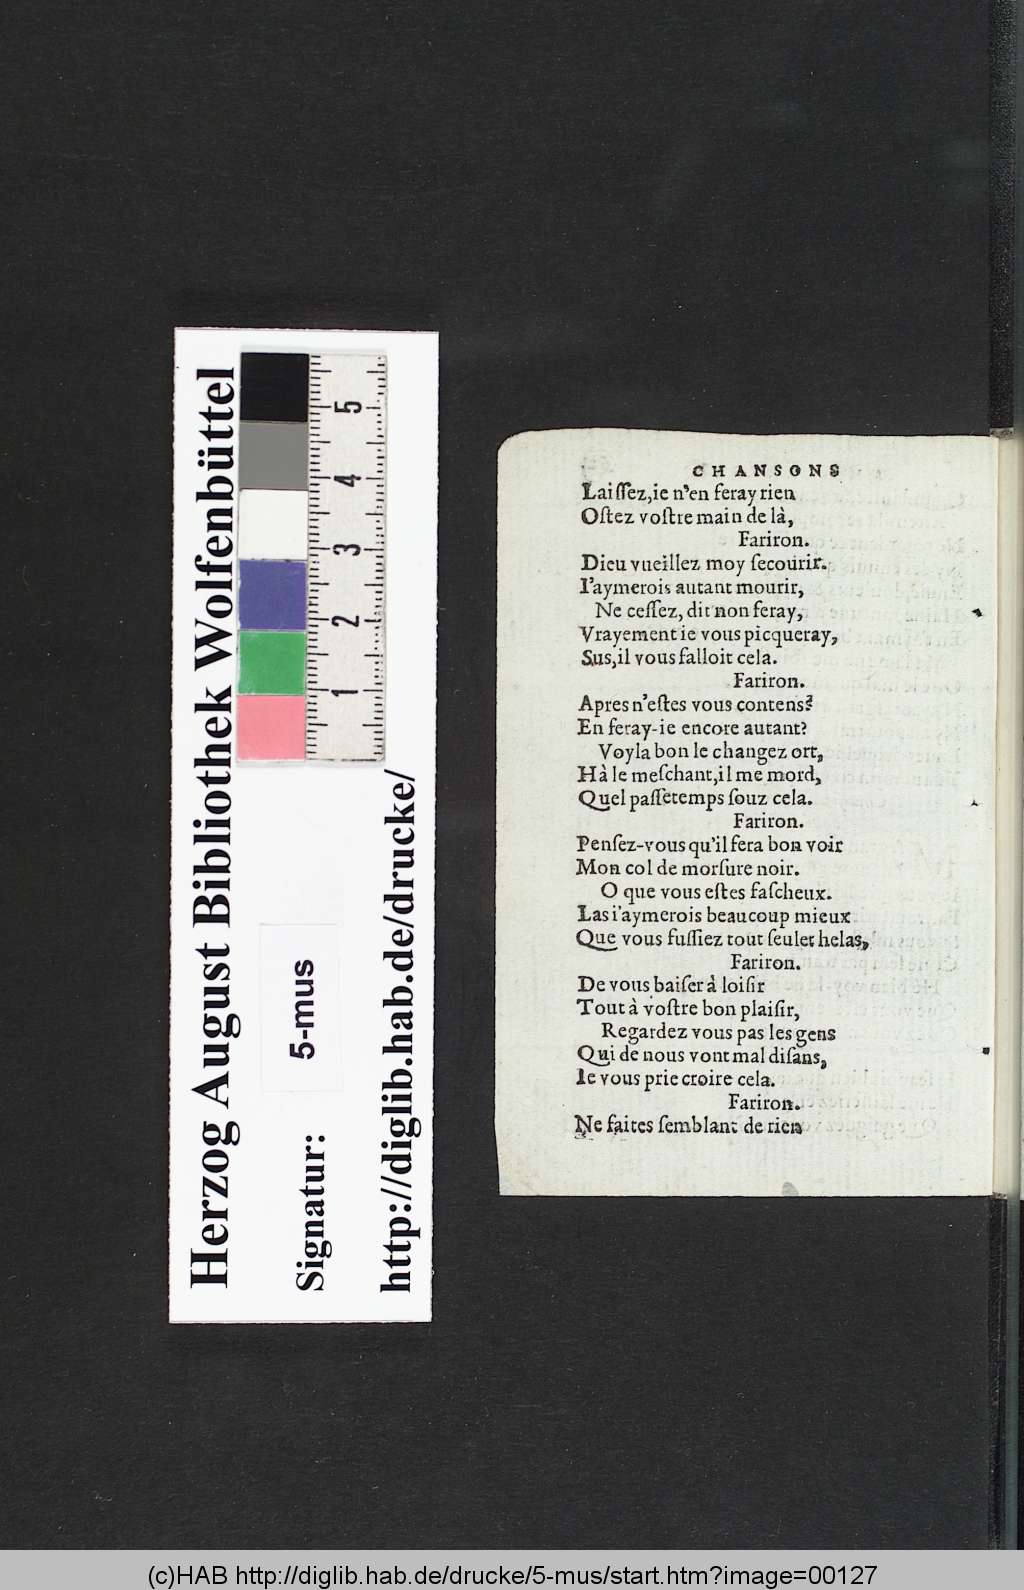 Herzog August Bibliothek Wolfenbüttel
Signatur:
5-mus
http://diglib.hab.de/drucke/
1 2 3 4 5
CHANSONS
Laiſſez,ie n'en feray rien
Oſtez voſtre main de là,
Fariron.
Dieu vueillez moy ſecourir.
I'aymerois autant mourir,
Ne ceſſez, dit non feray,
Vrayement ie vous picqueray,
Sus,il vous falloit cela.
Fariron.
Apres n'eſtes vous contens?
En feray-ie encore autant?
Voyla bon le changez ort,
Hà le meſchant,il me mord,
Quel paſſetemps ſouz cela.
Fariron.
Penſez-vous qu'il ſera bon voir
Mon col de morſure noir.
O que vous eſtes faſcheux.
Las i'aymerois beaucoup mieux
Que vous fuſſiez tout ſeulet helas,
Fariron.
De vous baiſer à loiſir
Tout à voſtre bon plaiſir,
Regardez vous pas les gens
Qui de nous vont mal diſans,
Ie vous prie croire cela.
Fariron.
Ne faites ſemblant de rien
(c)HAB http://diglib.hab.de/drucke/5-mus/start.htm?image=00127